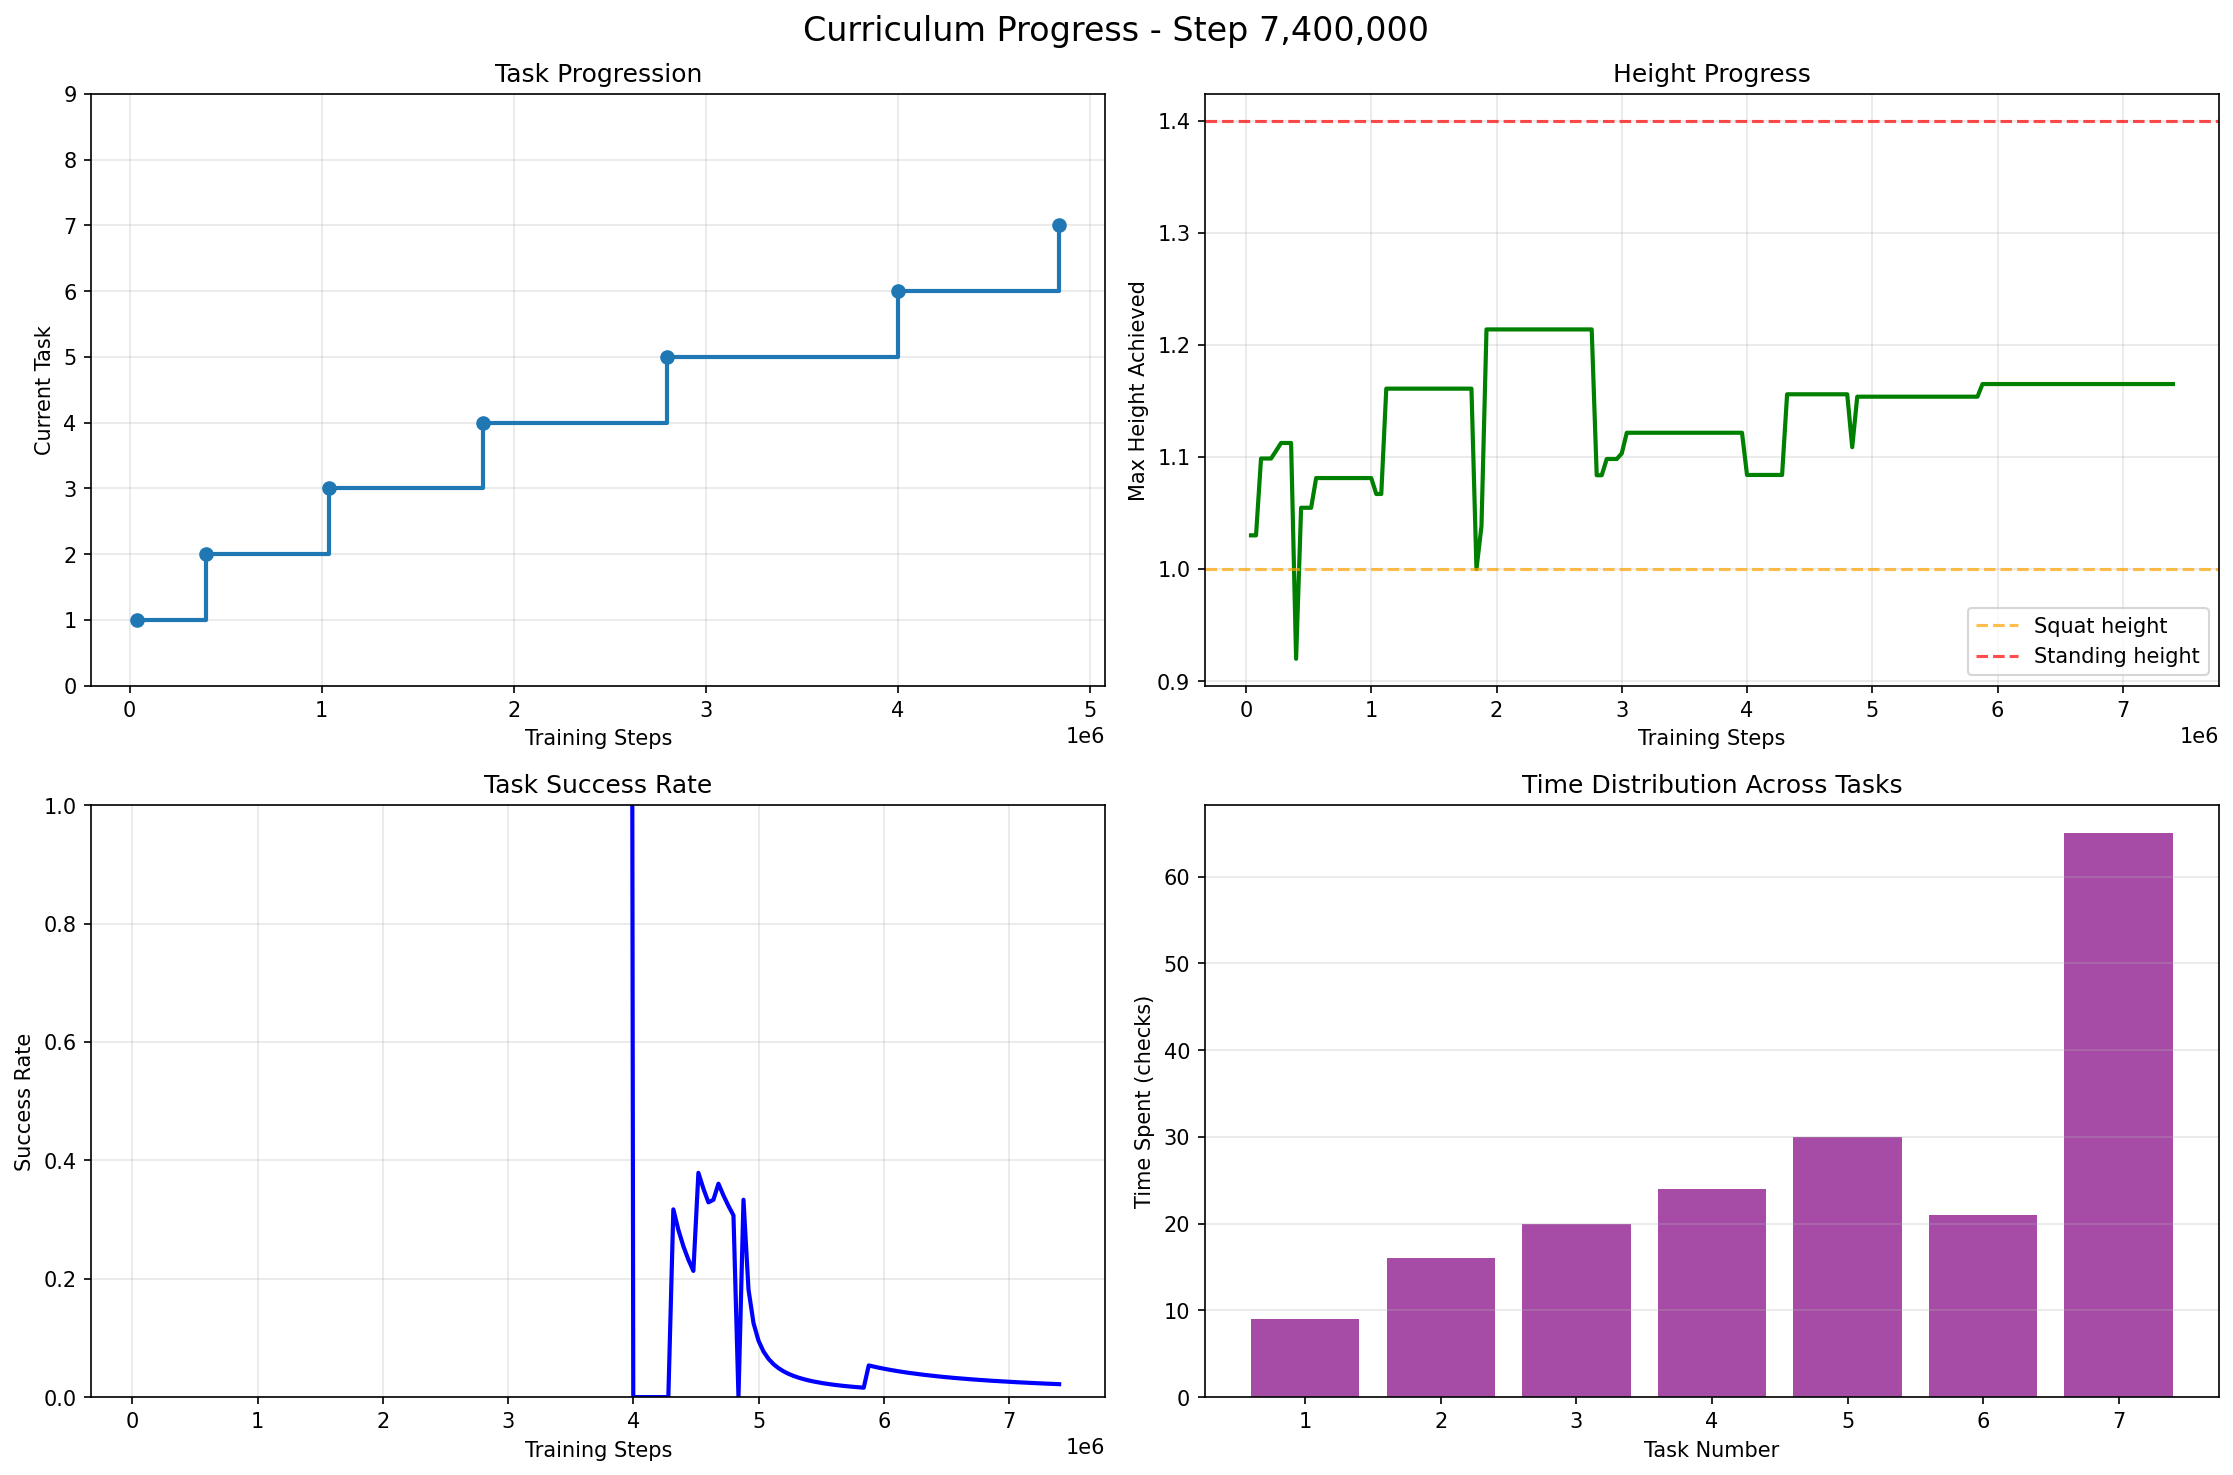 Curriculum Progress - Step 7,400,000
Task Progression
9
8
7
6
5
4
3
2
1
0
Current Task
0 1 2 3 4 5
1e6
Training Steps
Height Progress
1.4
1.3
1.2
1.1
1.0
0.9
Max Height Achieved
Squat height
Standing height
0 1 2 3 4 5 6 7
1e6
Training Steps
Task Success Rate
1.0
0.8
0.6
0.4
0.2
0.0
Success Rate
0 1 2 3 4 5 6 7
1e6
Training Steps
Time Distribution Across Tasks
60
50
40
30
20
10
0
Time Spent (checks)
1 2 3 4 5 6 7
Task Number